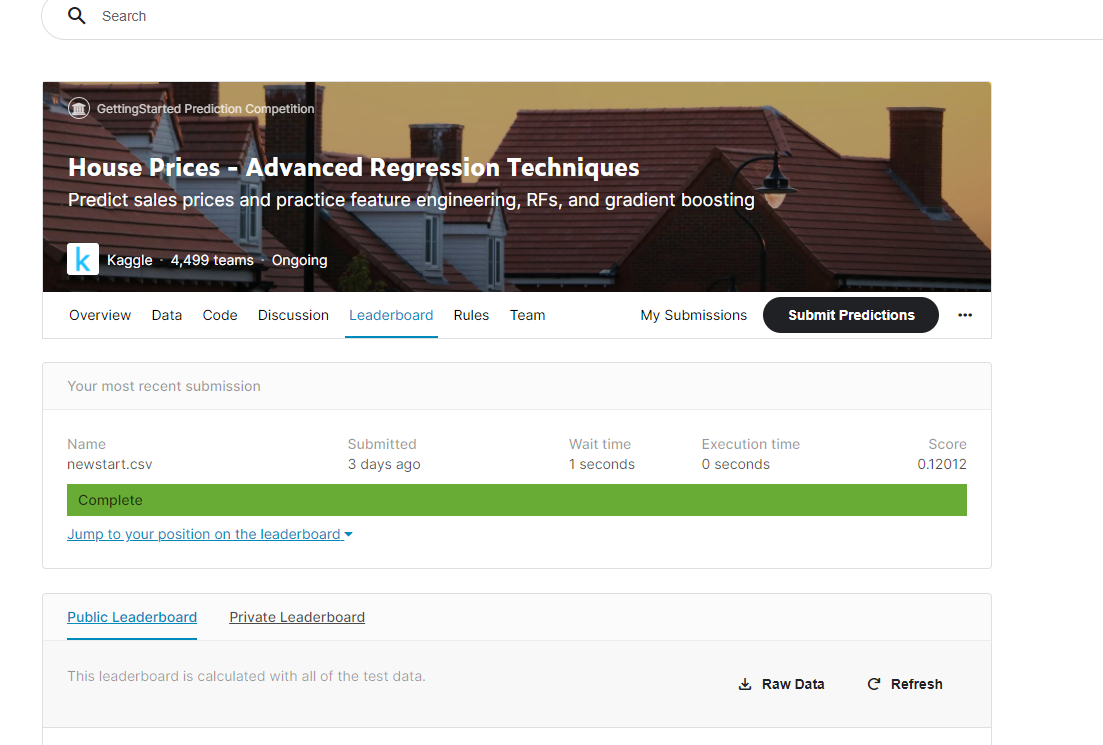 Search
GettingStarted Prediction Competition
House Prices - Advanced Regression Techniques
Predict sales prices and practice feature engineering, RFs, and gradient boosting
k Kaggle · 4,499 teams · Ongoing
Overview Data Code Discussion Leaderboard Rules Team My Submissions Submit Predictions ...
Your most recent submission
Name Submitted Wait time Execution time Score
newstart.csv 3 days ago 1 seconds 0 seconds 0.12012
Complete
Jump to your position on the leaderboard
Public Leaderboard Private Leaderboard
This leaderboard is calculated with all of the test data.
Raw Data Refresh